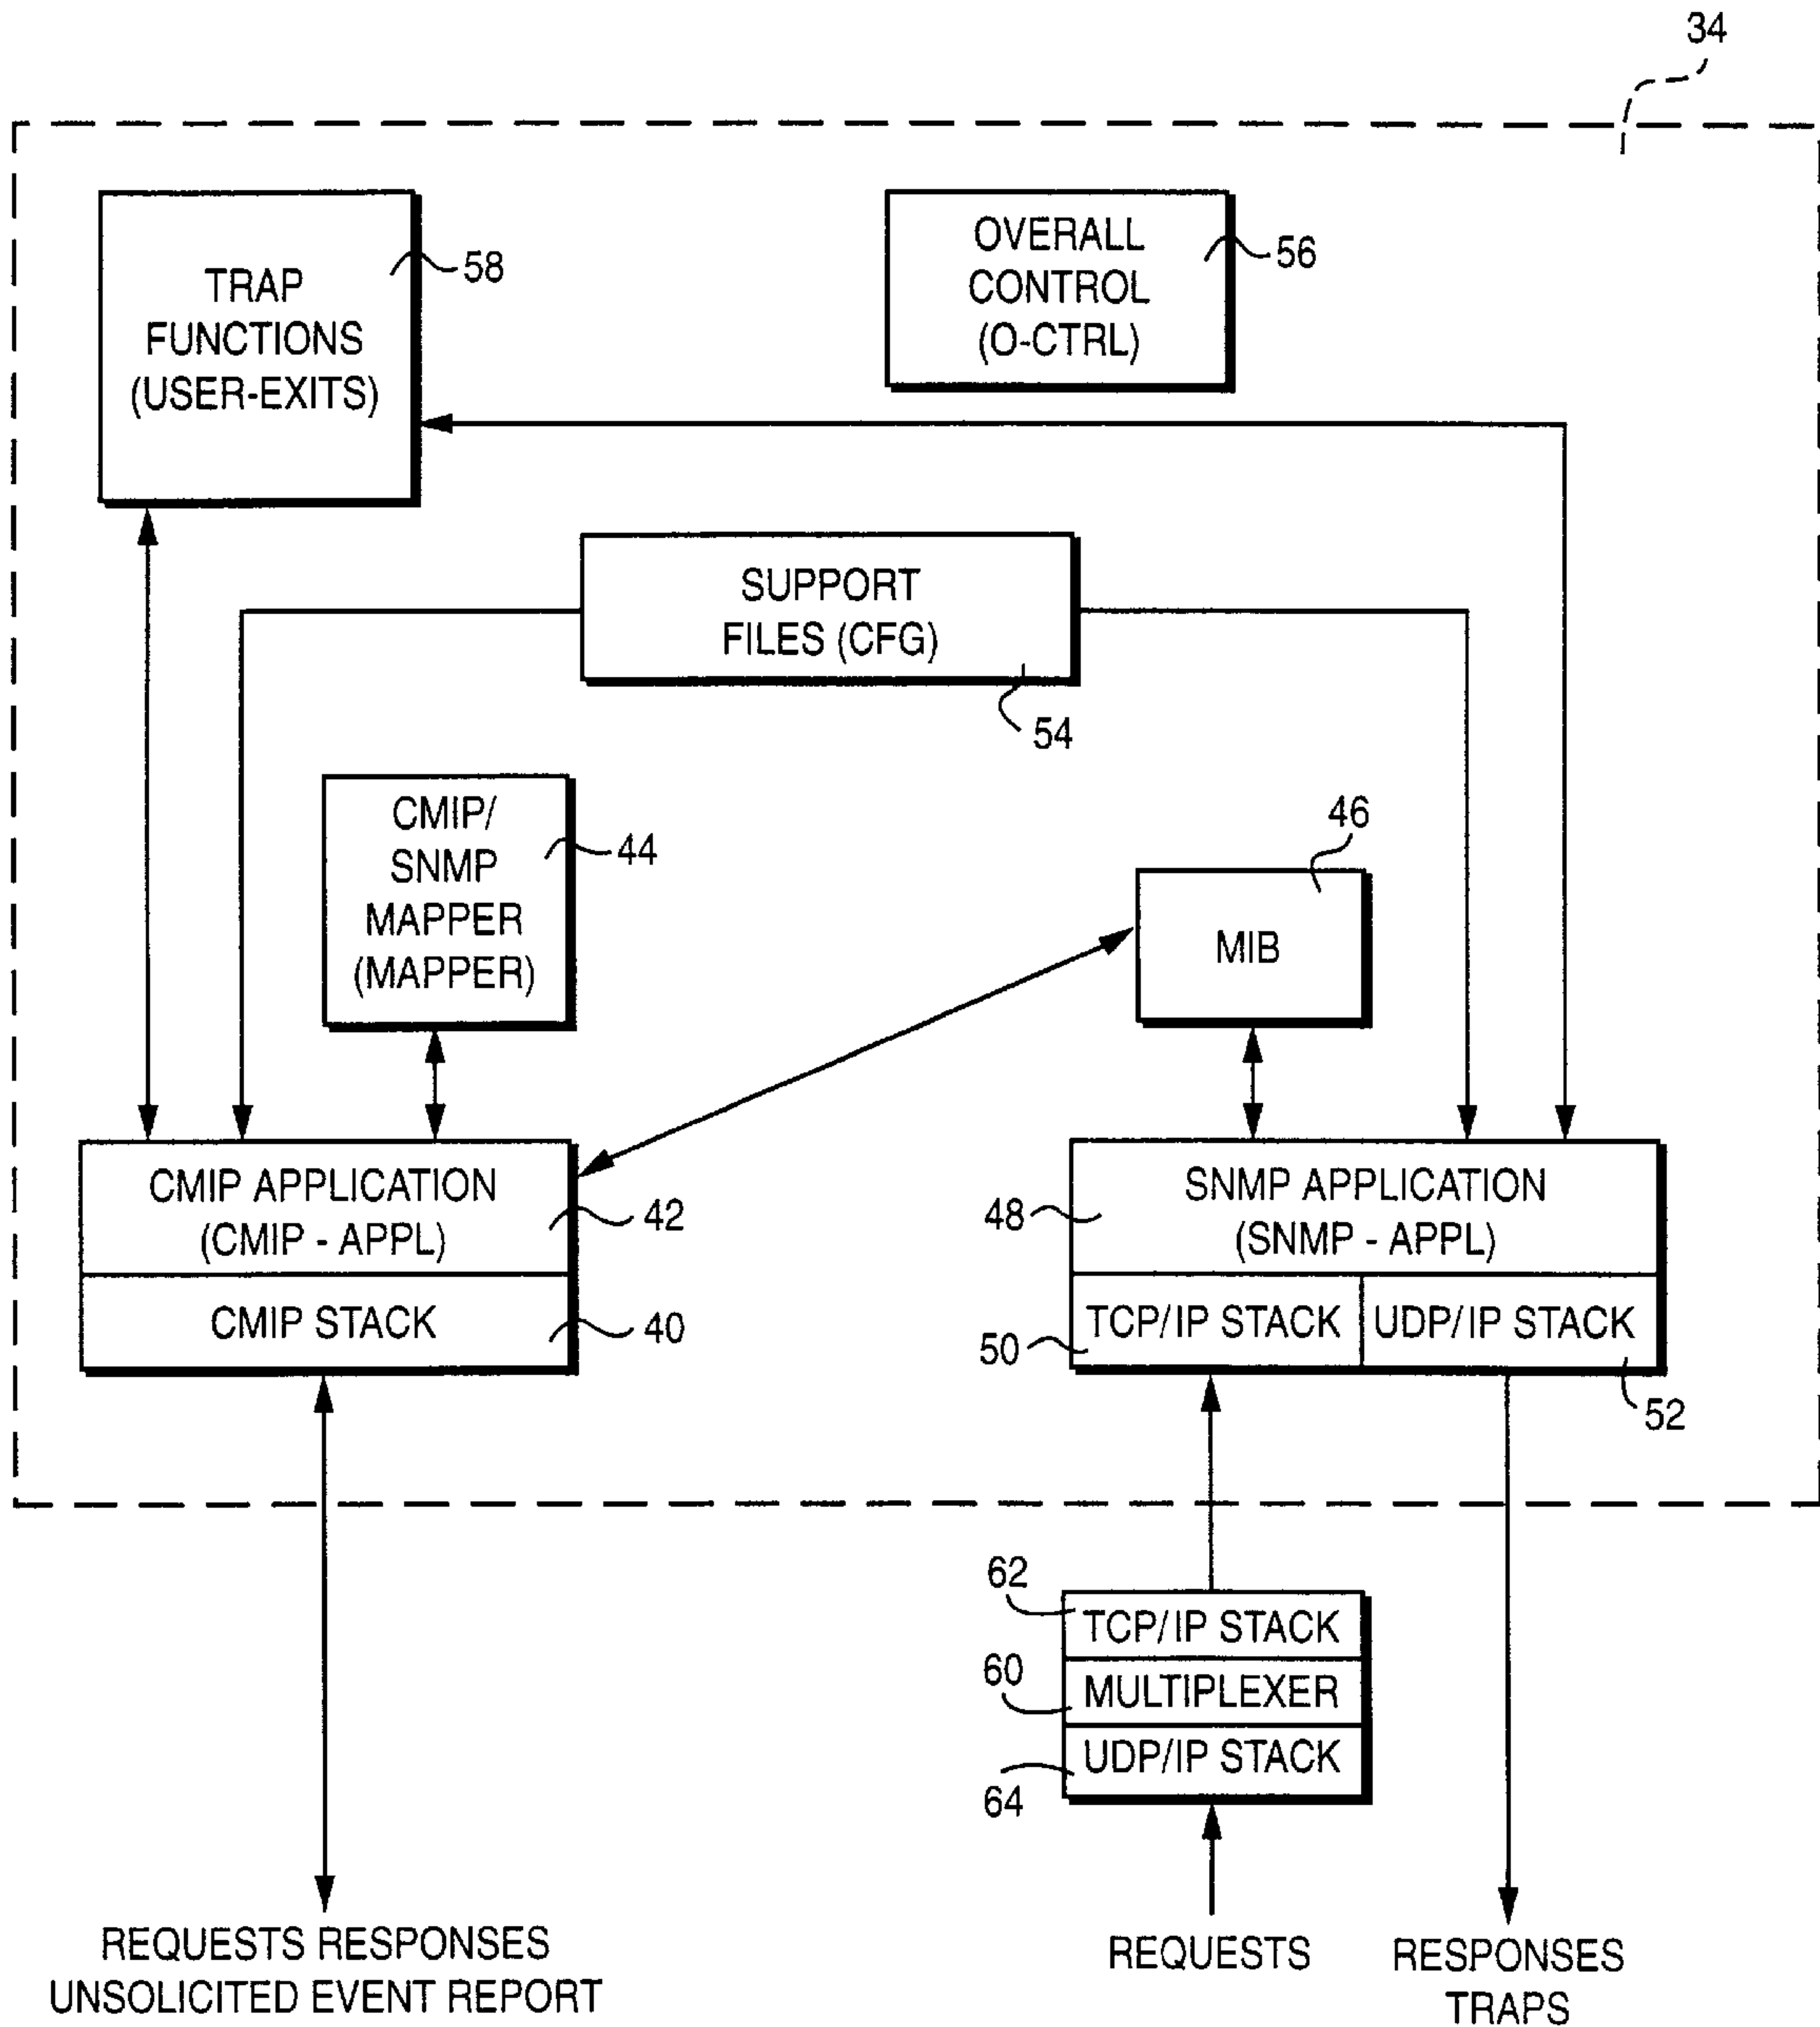 34
TRAP
FUNCTIONS
(USER-EXITS)
58
OVERALL
CONTROL
(O-CTRL)
56
SUPPORT
FILES (CFG)
54
CMIP/
SNMP
MAPPER
(MAPPER)
44
46
MIB
CMIP APPLICATION
(CMIP - APPL)
42
CMIP STACK
40
48
SNMP APPLICATION
(SNMP - APPL)
50
TCP/IP STACK
UDP/IP STACK
52
62
TCP/IP STACK
60
MULTIPLEXER
UDP/IP STACK
64
REQUESTS RESPONSES
UNSOLICITED EVENT REPORT
REQUESTS
RESPONSES
TRAPS